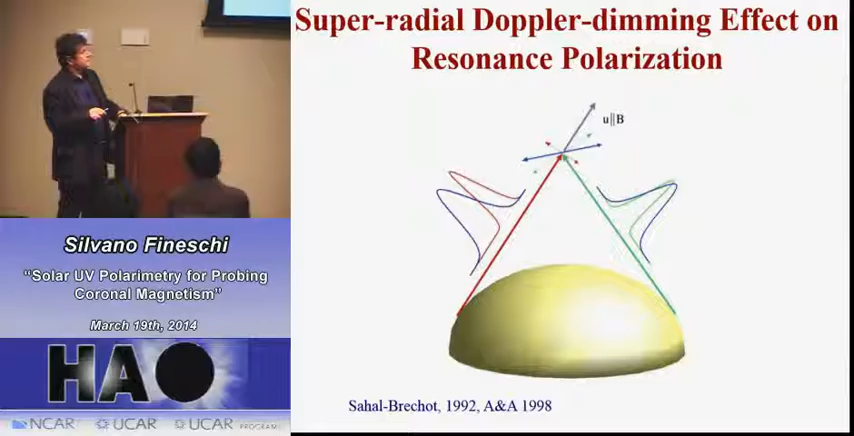 Super-radial Doppler-dimming Effect on
Resonance Polarization
u||B
Silvano Fineschi
"Solar UV Polarimetry for Probing
Coronal Magnetism"
March 19th, 2014
HAO
NCAR
UCAR
UCAR
Sahal-Brechot, 1992, A&A 1998